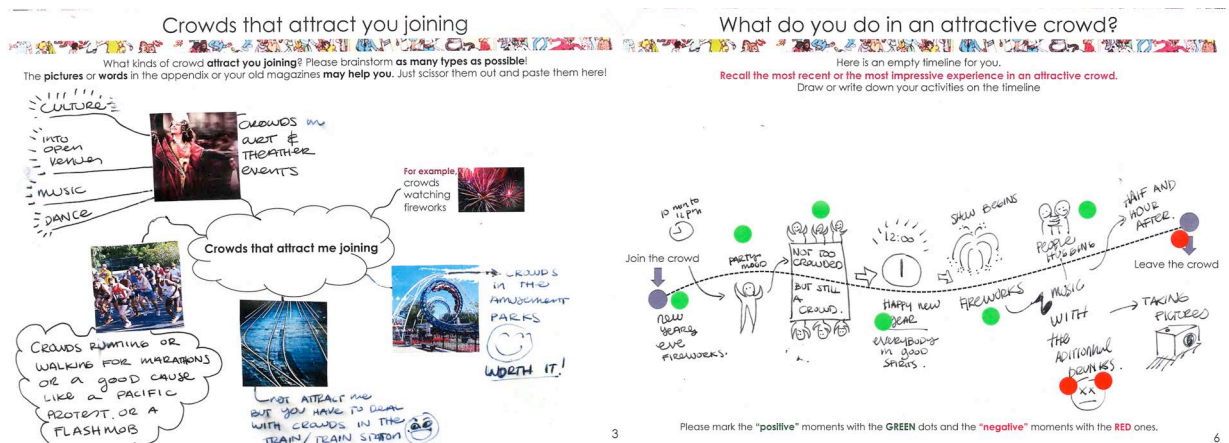 Crowds that attract you joining
What kinds of crowd attract you joining? Please brainstorm as many types as possible!
The pictures or words in the appendix or your old magazines may help you. Just scissor them out and paste them here!
CULTURE
INTO
OPEN
VENUES
MUSIC
DANCE
CROWDS IN
ART &
THEATHER
EVENTS
For example,
crowds
watching
fireworks
Crowds that attract me joining
CROWDS
IN THE
AMUSEMENT
PARKS
WORTH IT!
CROWDS RUNNING OR
WALKING FOR MARATHONS
OR A GOOD CAUSE
LIKE A PACIFIC
PROTEST. OR A
FLASHMOB
NOT ATTRACT ME
BUT YOU HAVE TO DEAL
WITH CROWDS IN THE
TRAIN/TRAIN STATION
3
What do you do in an attractive crowd?
Here is an empty timeline for you.
Recall the most recent or the most impressive experience in an attractive crowd.
Draw or write down your activities on the timeline
Join the crowd
NEW
YEARS
EVE
FIREWORKS.
PARTY
MOOD
NOT TOO
CROWDED
BUT STILL
A
CROWD.
12:00
HAPPY NEW
YEAR
EVERYBODY
IN GOOD
SPIRITS.
SHOW BEGINS
FIREWORKS
PEOPLE
HUGGING
MUSIC
WITH
THE
ADITIONAL
DRUNKS.
HALF AND
HOUR
AFTER.
TAKING
PICTURES
Leave the crowd
Please mark the "positive" moments with the GREEN dots and the "negative" moments with the RED ones.
6